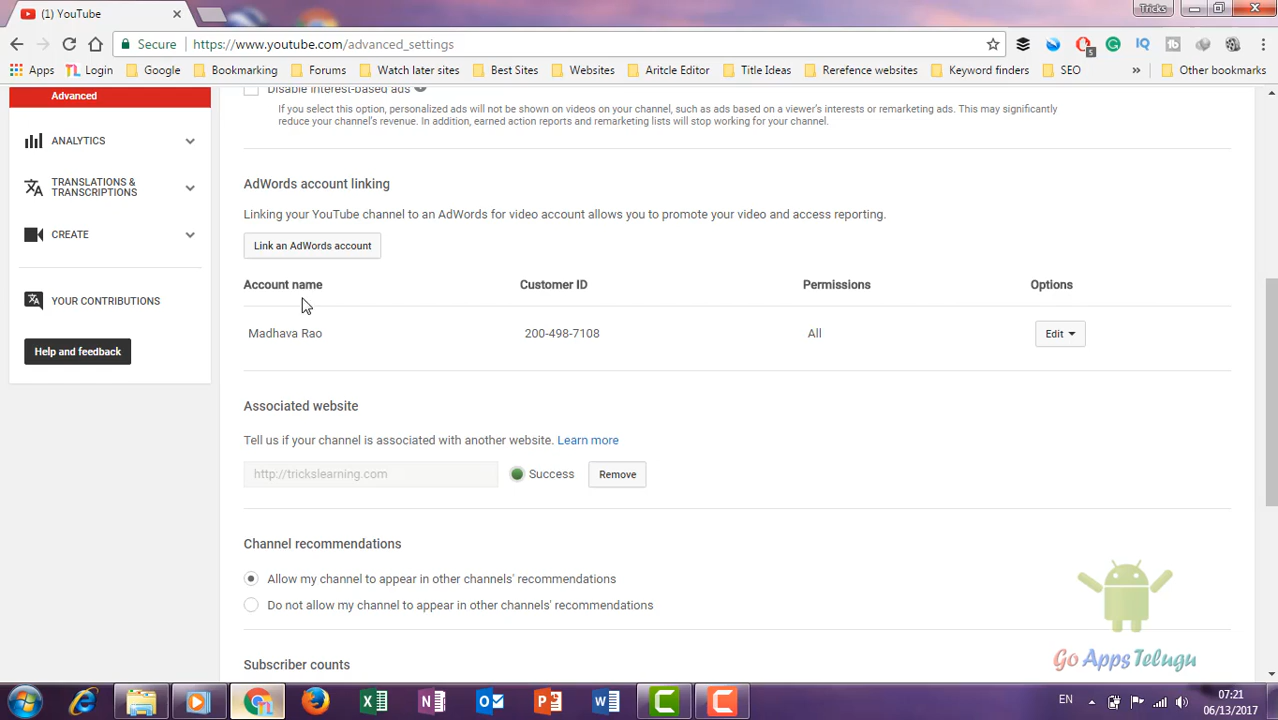 (1) YouTube
Tricks
Secure https://www.youtube.com/advanced_settings
5
Apps Login Google Bookmarking Forums Watch later sites Best Sites Websites Aritcle Editor Title Ideas Rerefence websites Keyword finders SEO » Other bookmarks
Advanced
ANALYTICS
TRANSLATIONS &
TRANSCRIPTIONS
CREATE
YOUR CONTRIBUTIONS
Help and feedback
Disable interest-based ads
If you select this option, personalized ads will not be shown on videos on your channel, such as ads based on a viewer's interests or remarketing ads. This may significantly
reduce your channel's revenue. In addition, earned action reports and remarketing lists will stop working for your channel.
AdWords account linking
Linking your YouTube channel to an AdWords for video account allows you to promote your video and access reporting.
Link an AdWords account
Account name Customer ID Permissions Options
Madhava Rao 200-498-7108 All Edit
Associated website
Tell us if your channel is associated with another website. Learn more
http://trickslearning.com Success Remove
Channel recommendations
Allow my channel to appear in other channels' recommendations
Do not allow my channel to appear in other channels' recommendations
Subscriber counts
Go Apps Telugu
EN
07:21
06/13/2017